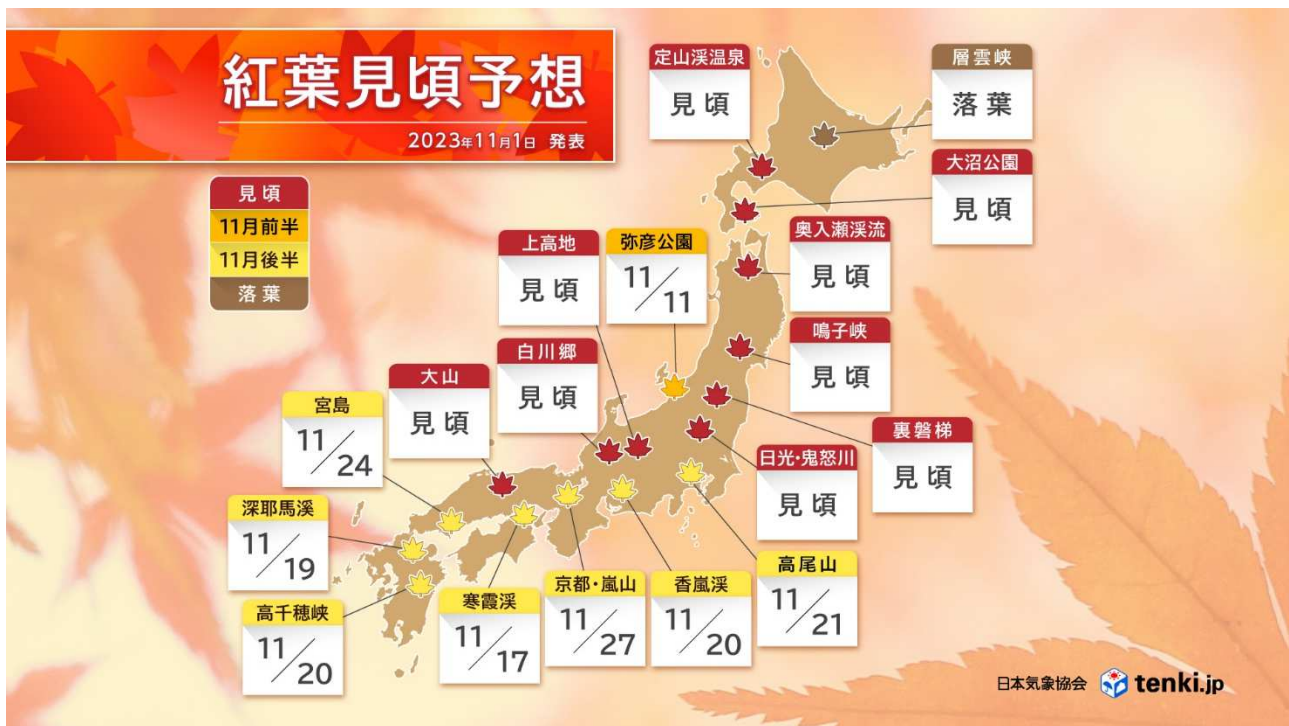 紅葉見頃予想
2023年11月1日 発表
見頃
11月前半
11月後半
落葉
定山渓温泉
見頃
層雲峡
落葉
大沼公園
見頃
奥入瀬渓流
見頃
上高地
見頃
弥彦公園
11/11
鳴子峡
見頃
白川郷
見頃
大山
見頃
宮島
11/24
裏磐梯
見頃
日光・鬼怒川
見頃
深耶馬渓
11/19
高千穂峡
11/20
寒霞渓
11/17
京都・嵐山
11/27
香嵐渓
11/20
高尾山
11/21
日本気象協会 tenki.jp